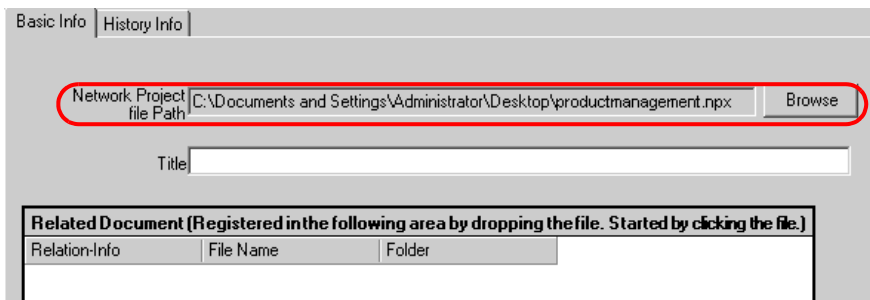 Basic Info History Info
Network Project C:\Documents and Settings\Administrator\Desktop\productmanagement.npx Browse
file Path
Title
Related Document (Registered in the following area by dropping the file. Started by clicking the file.)
Relation-Info File Name Folder